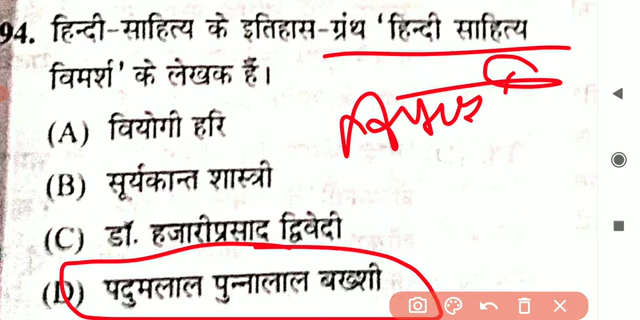 94. हिन्दी-साहित्य के इतिहास-ग्रंथ 'हिन्दी साहित्य
विमर्श' के लेखक हैं।
(A) वियोगी हरि
(B) सूर्यकान्त शास्त्री
(C) डॉ. हजारीप्रसाद द्विवेदी
(D) पदुमलाल पुन्नालाल बख्शी